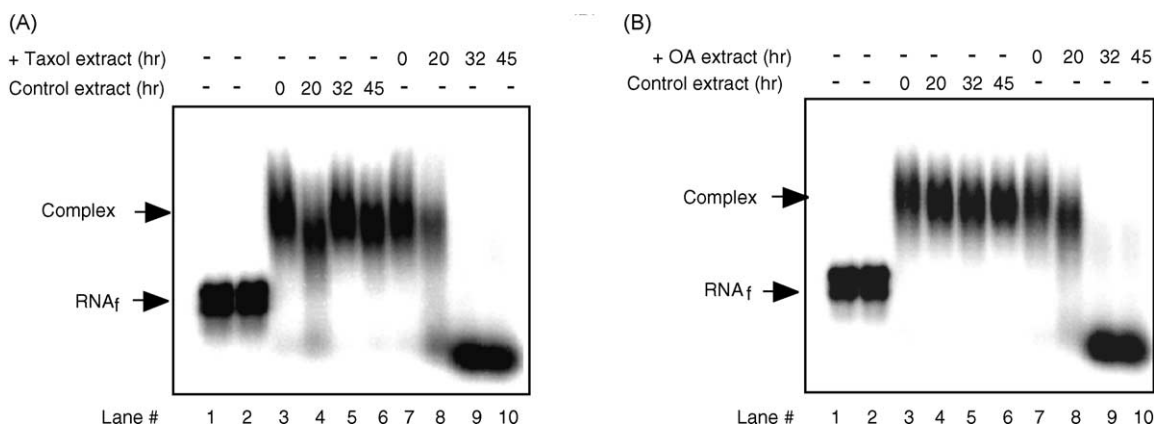 (A)
+ Taxol extract (hr) - - - - - - 0 20 32 45
Control extract (hr) - - 0 20 32 45 - - - -
Complex
RNAf
Lane # 1 2 3 4 5 6 7 8 9 10
(B)
+ OA extract (hr) - - - - - - 0 20 32 45
Control extract (hr) - - 0 20 32 45 - - - -
Complex
RNAf
Lane # 1 2 3 4 5 6 7 8 9 10